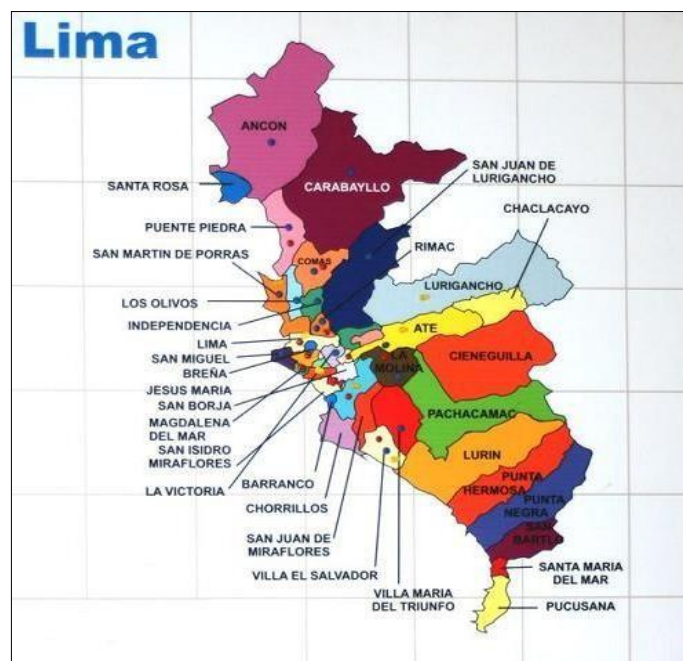 Lima
ANCON
SAN JUAN DE
LURIGANCHO
SANTA ROSA
CARABAYLLO
CHACLACAYO
PUENTE PIEDRA
RIMAC
SAN MARTIN DE PORRAS
COMAS
LURIGANCHO
LOS OLIVOS
INDEPENDENCIA
ATE
LIMA
SAN MIGUEL
LA
MOLINA
CIENEGUILLA
BREÑA
JESUS MARIA
SAN BORJA
PACHACAMAC
MAGDALENA
DEL MAR
SAN ISIDRO
MIRAFLORES
LURIN
PUNTA
HERMOSA
LA VICTORIA
BARRANCO
PUNTA
NEGRA
CHORRILLOS
SAN
BARTLO
SAN JUAN DE
MIRAFLORES
VILLA EL SALVADOR
SANTA MARIA
DEL MAR
VILLA MARIA
DEL TRIUNFO
PUCUSANA